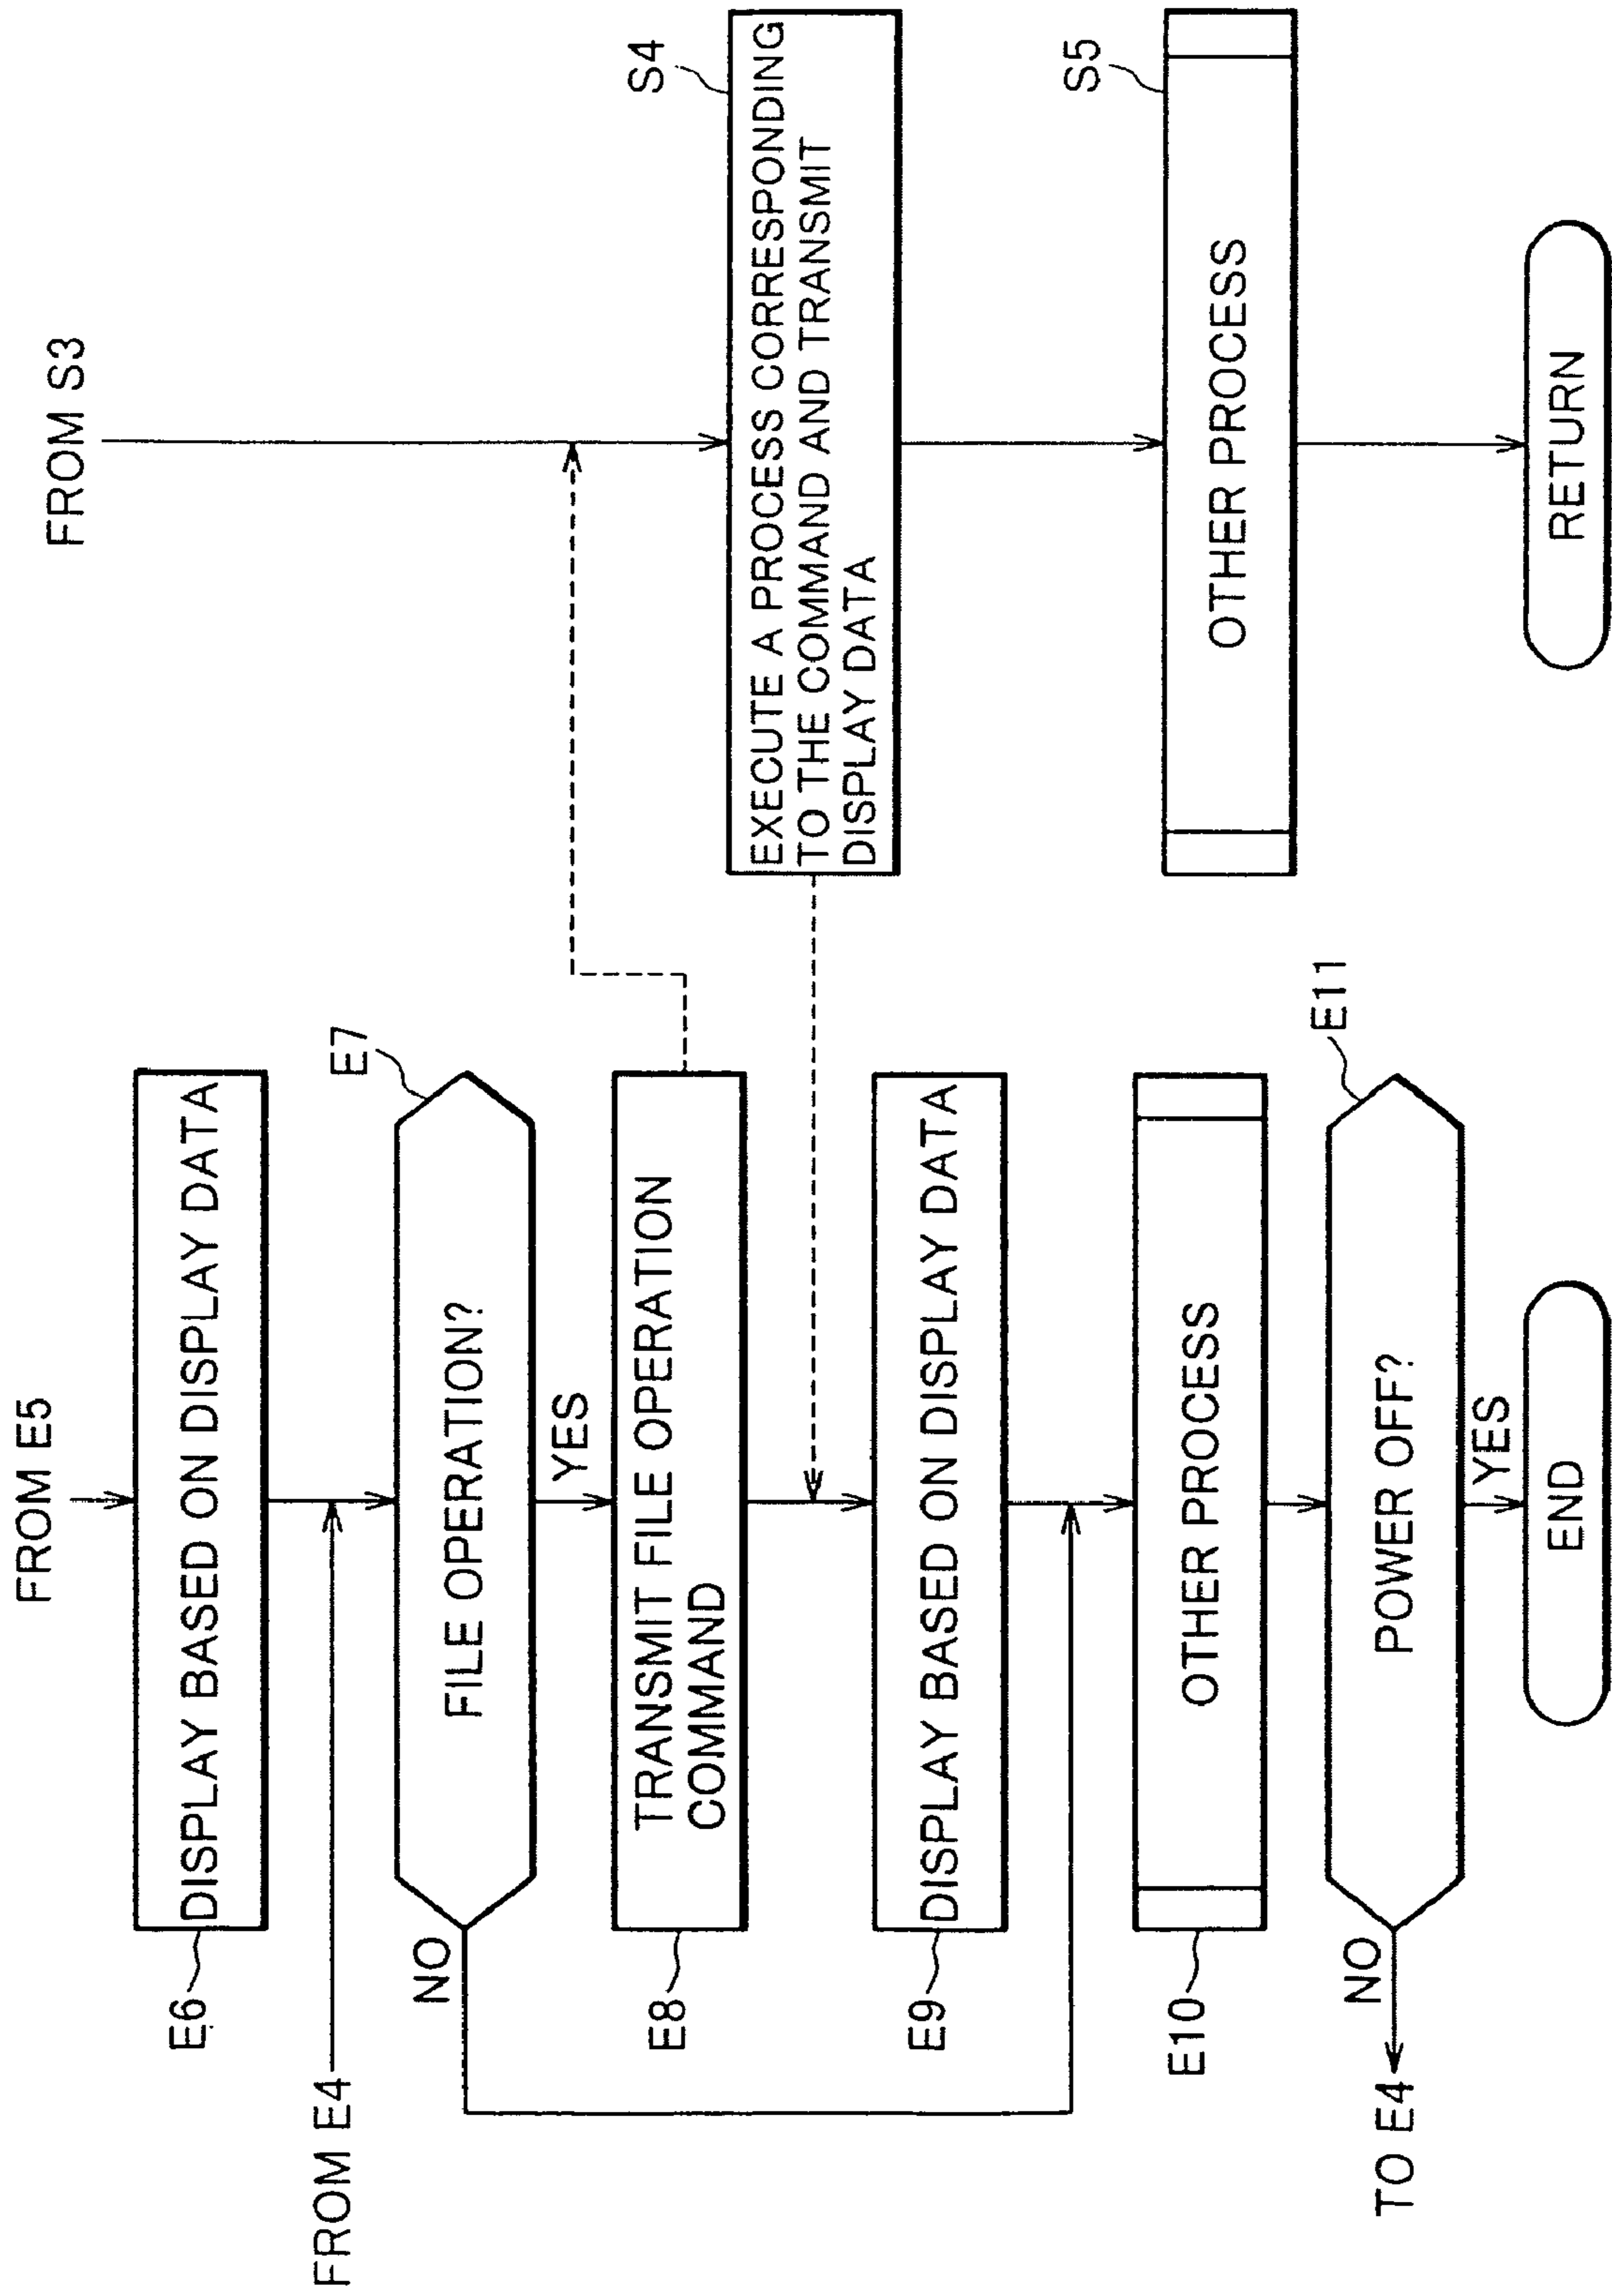 FROM E5
E6
DISPLAY BASED ON DISPLAY DATA
FROM E4
E7
FILE OPERATION?
NO
YES
E8
TRANSMIT FILE OPERATION
COMMAND
E9
DISPLAY BASED ON DISPLAY DATA
E10
OTHER PROCESS
E11
POWER OFF?
NO
TO E4
YES
END
FROM S3
S4
EXECUTE A PROCESS CORRESPONDING
TO THE COMMAND AND TRANSMIT
DISPLAY DATA
S5
OTHER PROCESS
RETURN